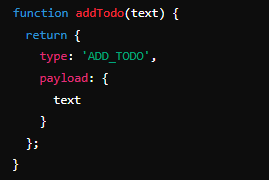 function addTodo(text) {
  return {
    type: 'ADD_TODO',
    payload: {
      text
    }
  };
}